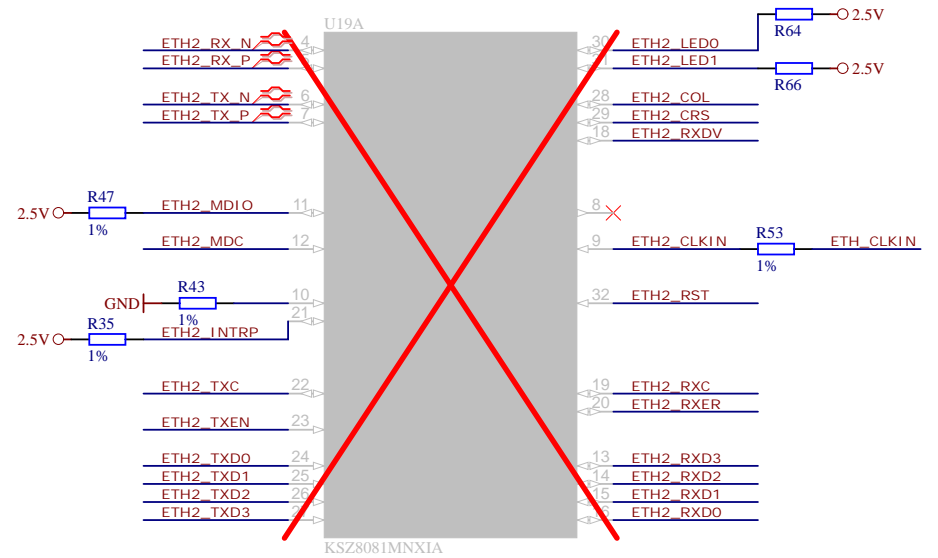 U19A
ETH2_RX_N 4
ETH2_RX_P
ETH2_TX_N 6
ETH2_TX_P 7
R47
2.5V ETH2_MDIO 11
1%
ETH2_MDC 12
R43
GND 10
1%
21
R35
2.5V ETH2_INTRP
1%
ETH2_TXC 22
ETH2_TXEN 23
ETH2_TXD0 24
ETH2_TXD1 25
ETH2_TXD2 26
ETH2_TXD3
KSZ8081MNXIA
2.5V
R64
30 ETH2_LED0
ETH2_LED1 2.5V
R66
28 ETH2_COL
29 ETH2_CRS
18 ETH2_RXDV
8
R53
9 ETH2_CLKIN ETH_CLKIN
1%
32 ETH2_RST
19 ETH2_RXC
20 ETH2_RXER
13 ETH2_RXD3
14 ETH2_RXD2
15 ETH2_RXD1
ETH2_RXD0